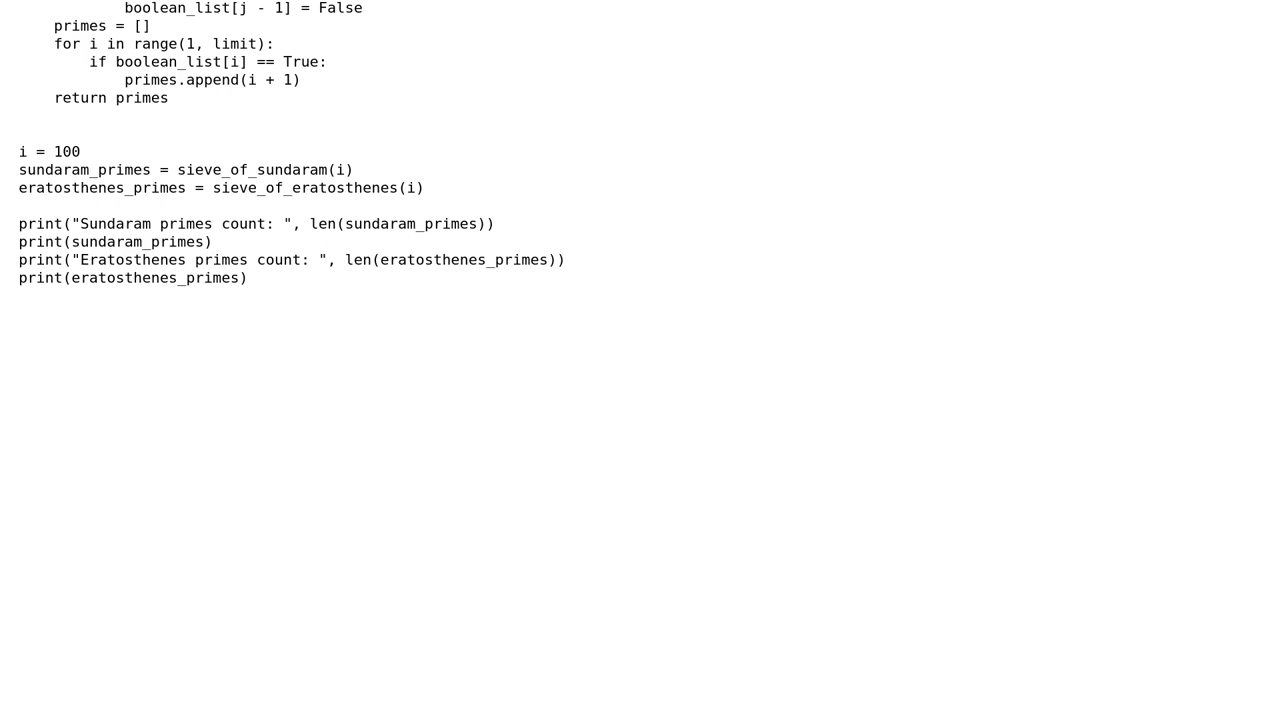 boolean_list[j - 1] = False
    primes = []
    for i in range(1, limit):
        if boolean_list[i] == True:
            primes.append(i + 1)
    return primes


i = 100
sundaram_primes = sieve_of_sundaram(i)
eratosthenes_primes = sieve_of_eratosthenes(i)

print("Sundaram primes count: ", len(sundaram_primes))
print(sundaram_primes)
print("Eratosthenes primes count: ", len(eratosthenes_primes))
print(eratosthenes_primes)